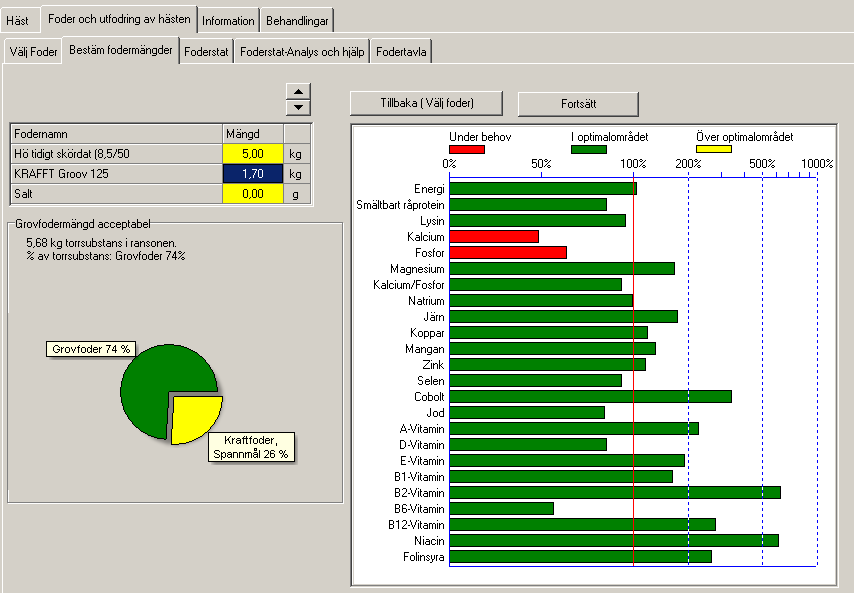 Häst
Foder och utfodring av hästen
Information
Behandlingar
Välj Foder
Bestäm fodermängder
Foderstat
Foderstat-Analys och hjälp
Fodertavla
Tillbaka ( Välj foder)
Fortsätt
Fodernamn Mängd
Hö tidigt skördat (8,5/50 5,00 kg
KRAFFT Groov 125 1,70 kg
Salt 0,00 g
Grovfodermängd acceptabel
5,68 kg torrsubstans i ransonen.
% av torrsubstans: Grovfoder 74%
Grovfoder 74 %
Kraftfoder,
Spannmål 26 %
Under behov I optimalområdet Över optimalområdet
0% 50% 100% 200% 500% 1000%
Energi
Smältbart råprotein
Lysin
Kalcium
Fosfor
Magnesium
Kalcium/Fosfor
Natrium
Järn
Koppar
Mangan
Zink
Selen
Cobolt
Jod
A-Vitamin
D-Vitamin
E-Vitamin
B1-Vitamin
B2-Vitamin
B6-Vitamin
B12-Vitamin
Niacin
Folinsyra